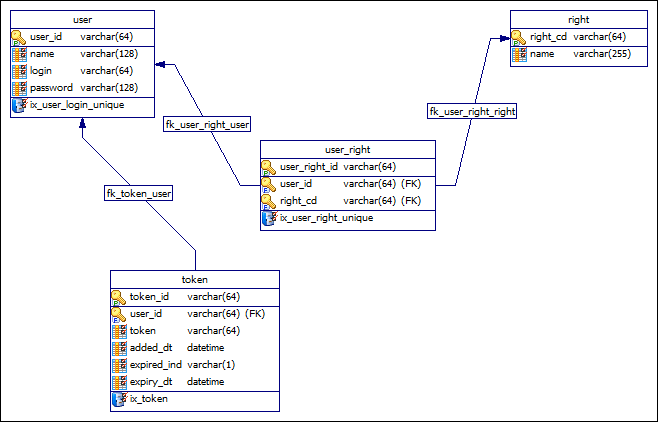 user
user_id varchar(64)
name varchar(128)
login varchar(64)
password varchar(128)
ix_user_login_unique
right
right_cd varchar(64)
name varchar(255)
fk_user_right_user
fk_user_right_right
user_right
user_right_id varchar(64)
user_id varchar(64) (FK)
right_cd varchar(64) (FK)
ix_user_right_unique
fk_token_user
token
token_id varchar(64)
user_id varchar(64) (FK)
token varchar(64)
added_dt datetime
expired_ind varchar(1)
expiry_dt datetime
ix_token